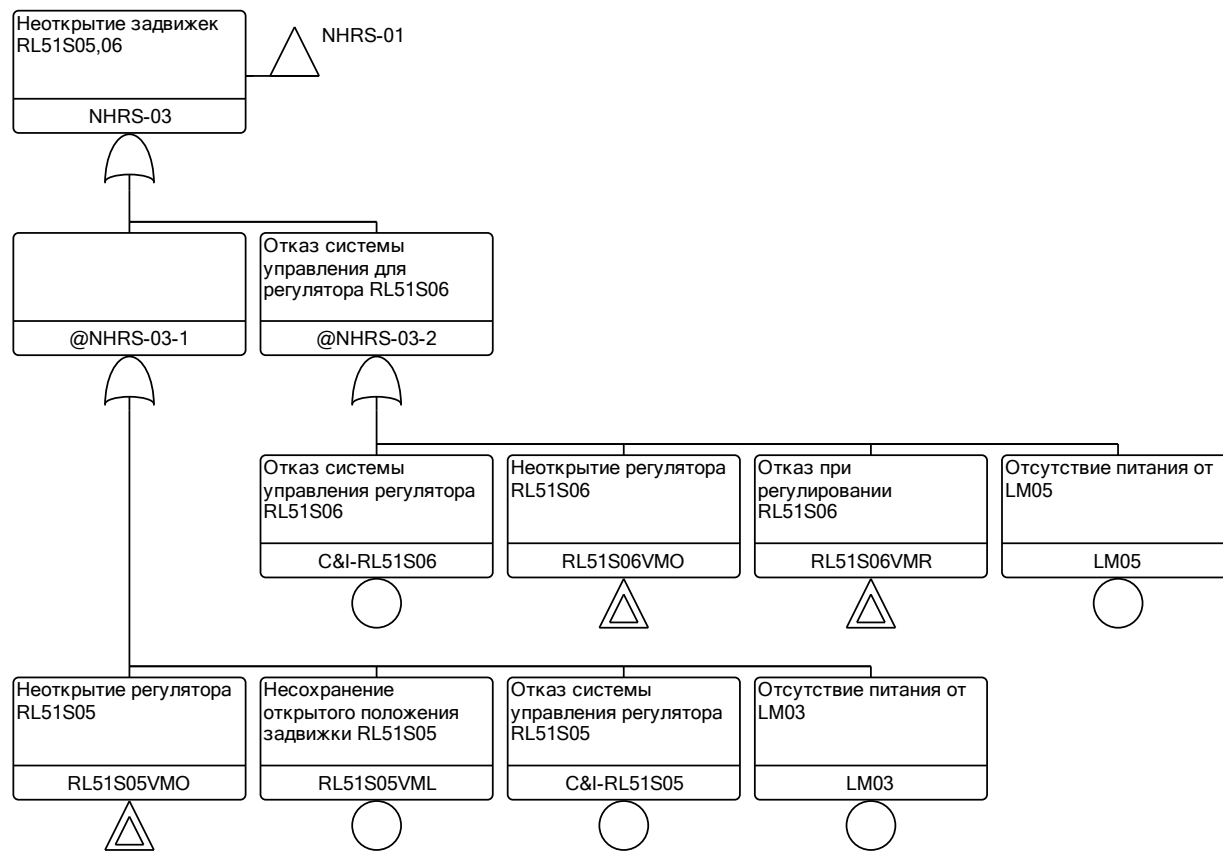 Неоткрытие задвижек
RL51S05,06
NHRS-03
NHRS-01
@NHRS-03-1
Отказ системы
управления для
регулятора RL51S06
@NHRS-03-2
Отказ системы
управления регулятора
RL51S06
C&I-RL51S06
Неоткрытие регулятора
RL51S06
RL51S06VMO
Отказ при
регулировании
RL51S06
RL51S06VMR
Отсутствие питания от
LM05
LM05
Неоткрытие регулятора
RL51S05
RL51S05VMO
Несохранение
открытого положения
задвижки RL51S05
RL51S05VML
Отказ системы
управления регулятора
RL51S05
C&I-RL51S05
Отсутствие питания от
LM03
LM03